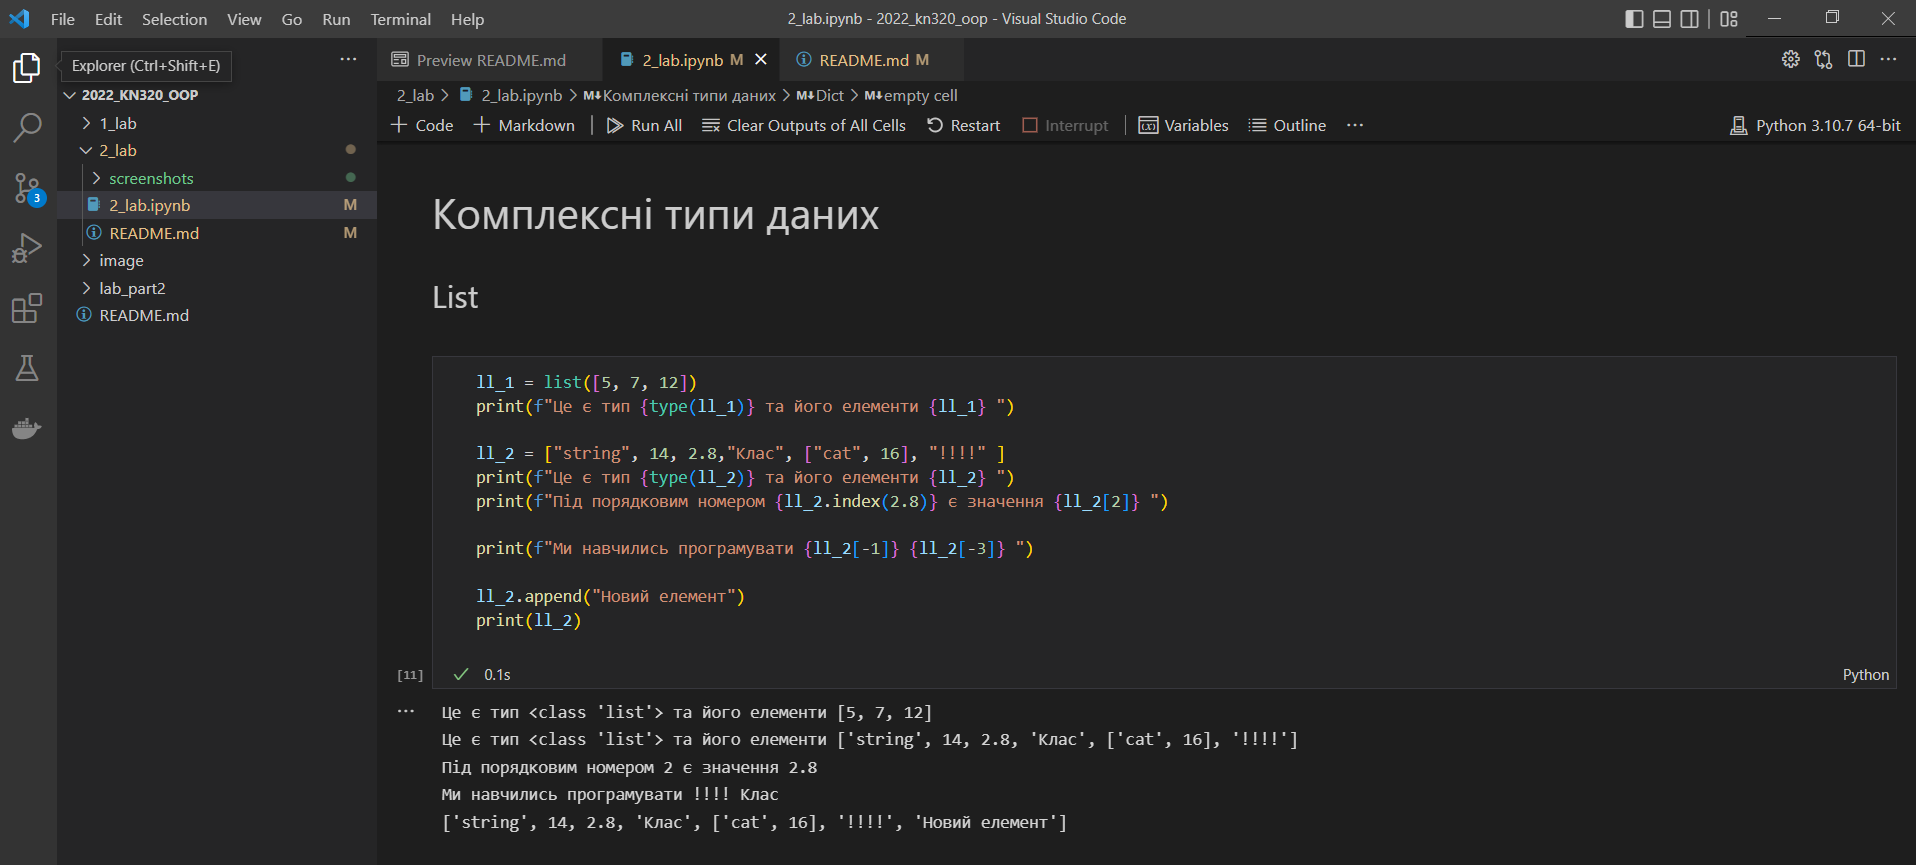 File Edit Selection View Go Run Terminal Help
2_lab.ipynb - 2022_kn320_oop - Visual Studio Code
Explorer (Ctrl+Shift+E)
2022_KN320_OOP
1_lab
2_lab
screenshots
2_lab.ipynb M
README.md M
image
lab_part2
README.md
3
Preview README.md
2_lab.ipynb M
README.md M
2_lab > 2_lab.ipynb > M↓Комплексні типи даних > M↓Dict > M↓empty cell
+ Code + Markdown | Run All Clear Outputs of All Cells Restart Interrupt | Variables Outline ···
Python 3.10.7 64-bit
Комплексні типи даних
List
ll_1 = list([5, 7, 12])
print(f"Це є тип {type(ll_1)} та його елементи {ll_1} ")
ll_2 = ["string", 14, 2.8,"Клас", ["cat", 16], "!!!!" ]
print(f"Це є тип {type(ll_2)} та його елементи {ll_2} ")
print(f"Під порядковим номером {ll_2.index(2.8)} є значення {ll_2[2]} ")
print(f"Ми навчились програмувати {ll_2[-1]} {ll_2[-3]} ")
ll_2.append("Новий елемент")
print(ll_2)
[11] 0.1s
Python
Це є тип <class 'list'> та його елементи [5, 7, 12]
Це є тип <class 'list'> та його елементи ['string', 14, 2.8, 'Клас', ['cat', 16], '!!!!']
Під порядковим номером 2 є значення 2.8
Ми навчились програмувати !!!! Клас
['string', 14, 2.8, 'Клас', ['cat', 16], '!!!!', 'Новий елемент']